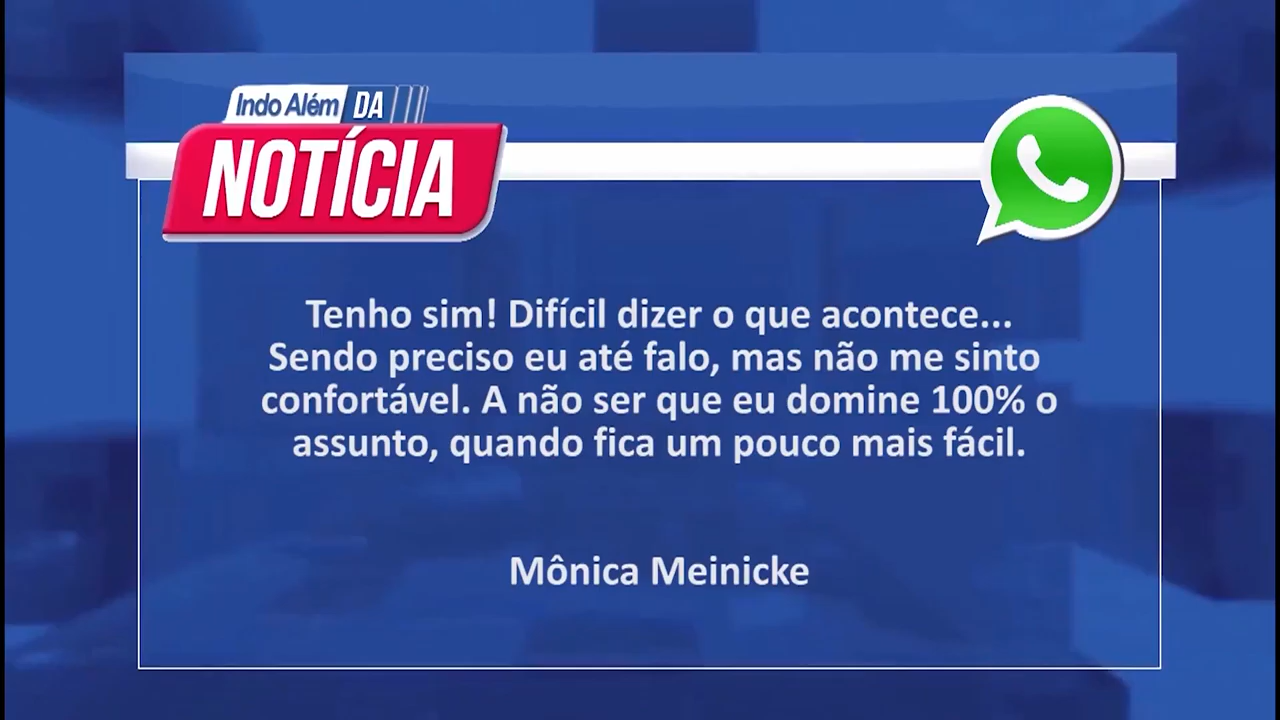 Indo Além DA
NOTÍCIA
Tenho sim! Difícil dizer o que acontece...
Sendo preciso eu até falo, mas não me sinto
confortável. A não ser que eu domine 100% o
assunto, quando fica um pouco mais fácil.
Mônica Meinicke